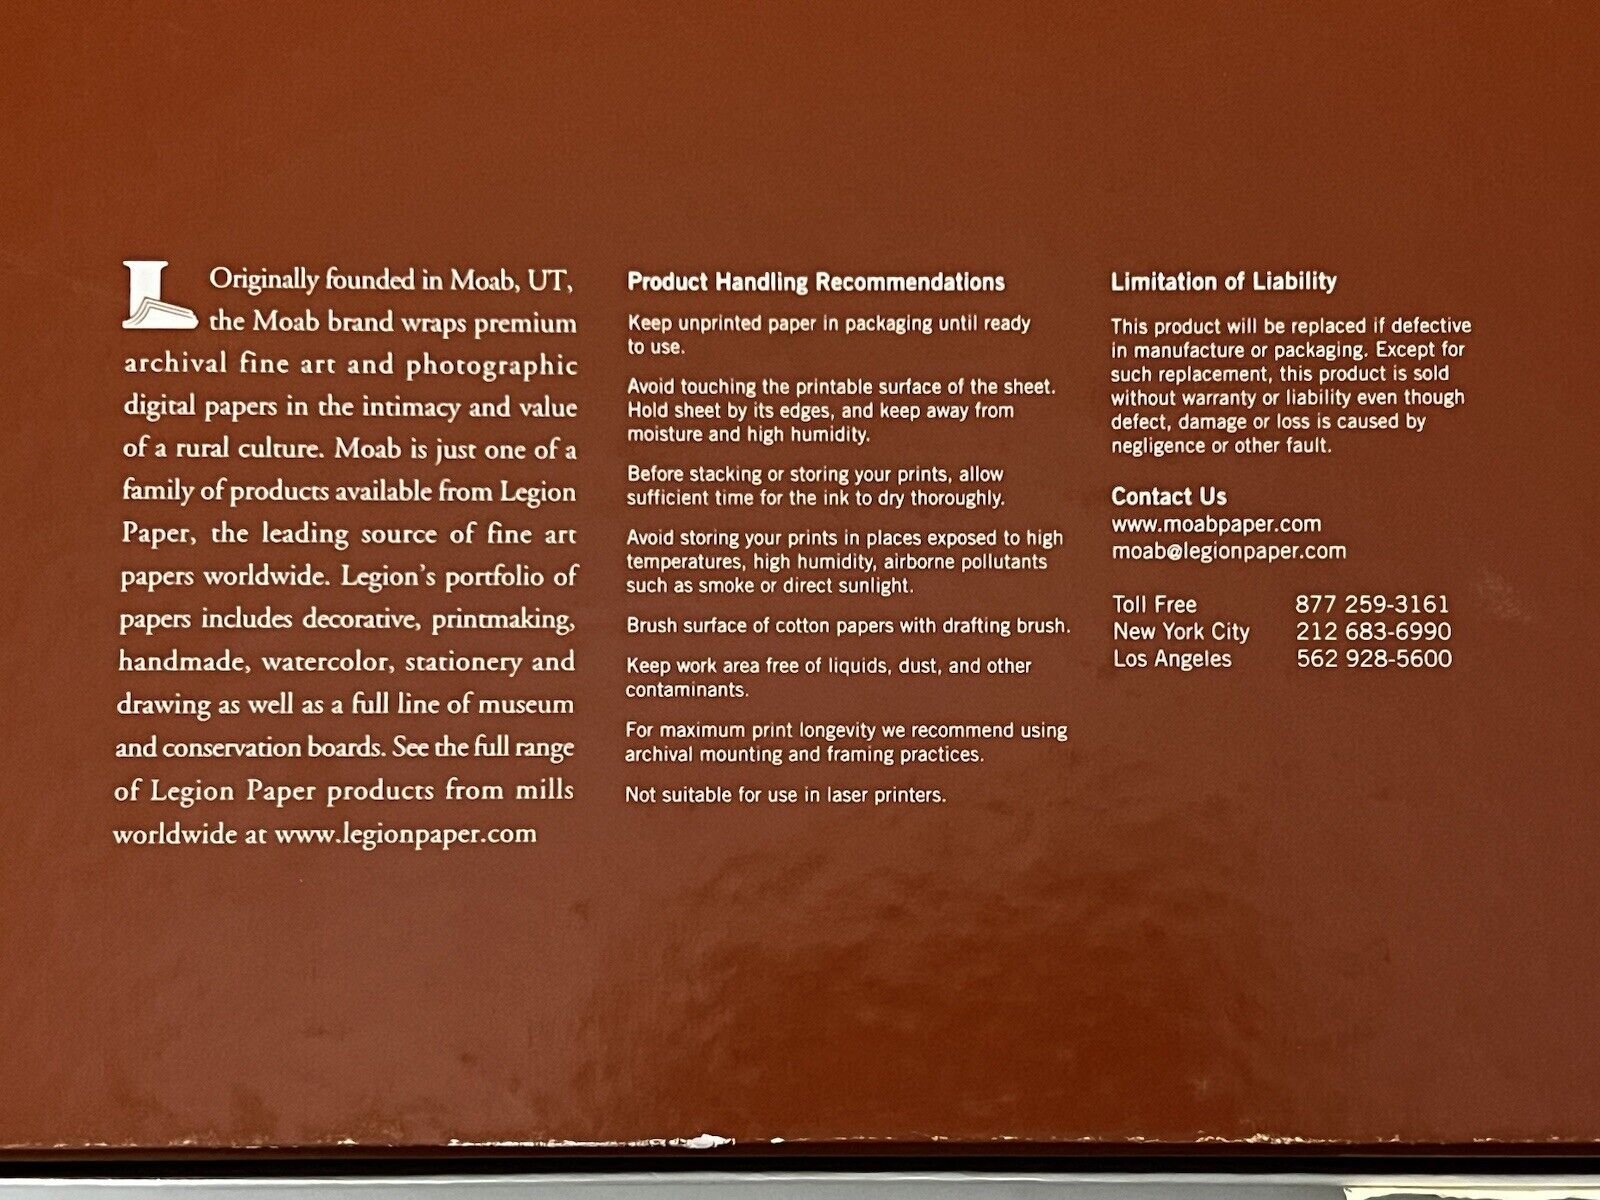 Originally founded in Moab, UT,
the Moab brand wraps premium
archival fine art and photographic
digital papers in the intimacy and value
of a rural culture. Moab is just one of a
family of products available from Legion
Paper, the leading source of fine art
papers worldwide. Legion's portfolio of
papers includes decorative, printmaking,
handmade, watercolor, stationery and
drawing as well as a full line of museum
and conservation boards. See the full range
of Legion Paper products from mills
worldwide at www.legionpaper.com
Product Handling Recommendations
Keep unprinted paper in packaging until ready
to use.
Avoid touching the printable surface of the sheet.
Hold sheet by its edges, and keep away from
moisture and high humidity.
Before stacking or storing your prints, allow
sufficient time for the ink to dry thoroughly.
Avoid storing your prints in places exposed to high
temperatures, high humidity, airborne pollutants
such as smoke or direct sunlight.
Brush surface of cotton papers with drafting brush.
Keep work area free of liquids, dust, and other
contaminants.
For maximum print longevity we recommend using
archival mounting and framing practices.
Not suitable for use in laser printers.
Limitation of Liability
This product will be replaced if defective
in manufacture or packaging. Except for
such replacement, this product is sold
without warranty or liability even though
defect, damage or loss is caused by
negligence or other fault.
Contact Us
www.moabpaper.com
moab@legionpaper.com
Toll Free 877 259-3161
New York City 212 683-6990
Los Angeles 562 928-5600